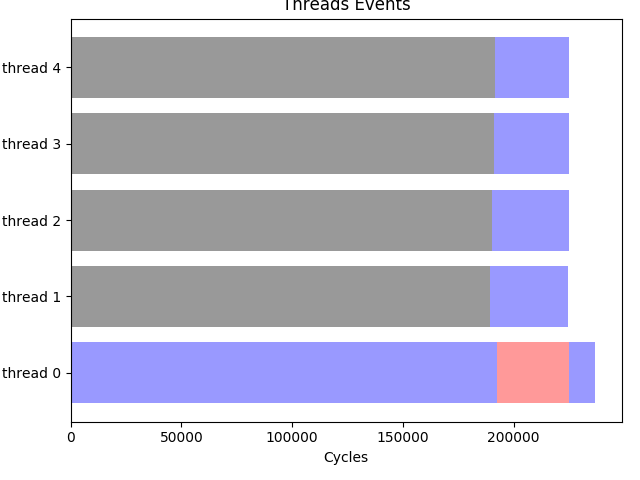 Threads Events
thread 4
thread 3
thread 2
thread 1
thread 0
0 50000 100000 150000 200000
Cycles